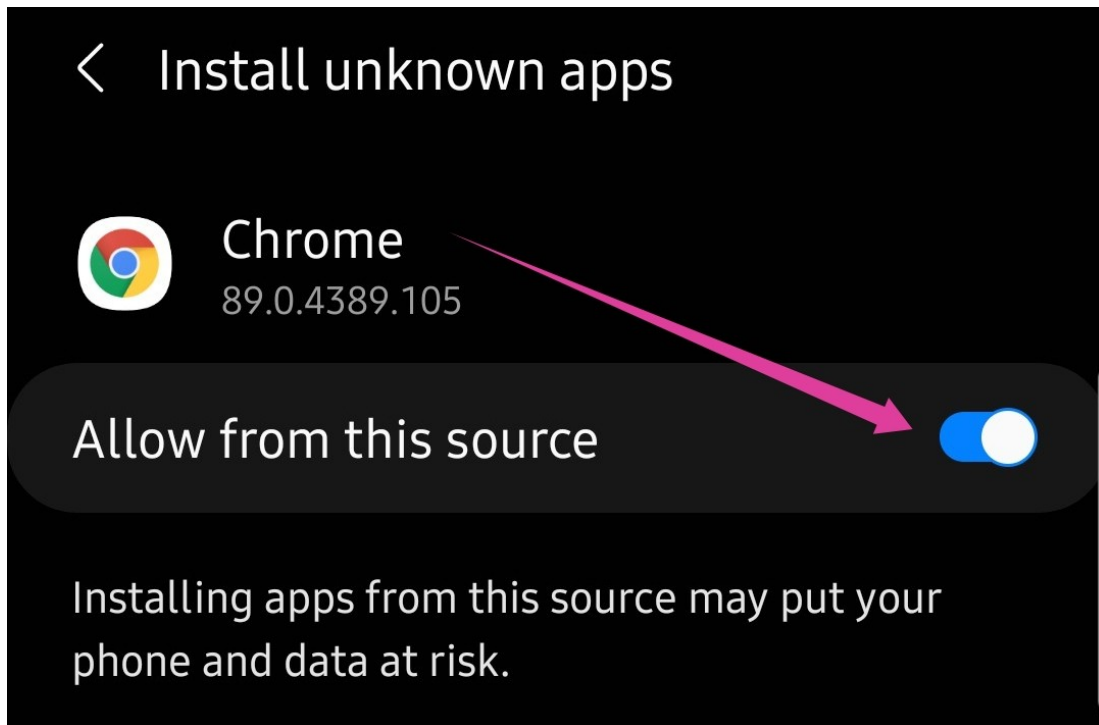 Install unknown apps
Chrome
89.0.4389.105
Allow from this source
Installing apps from this source may put your
phone and data at risk.